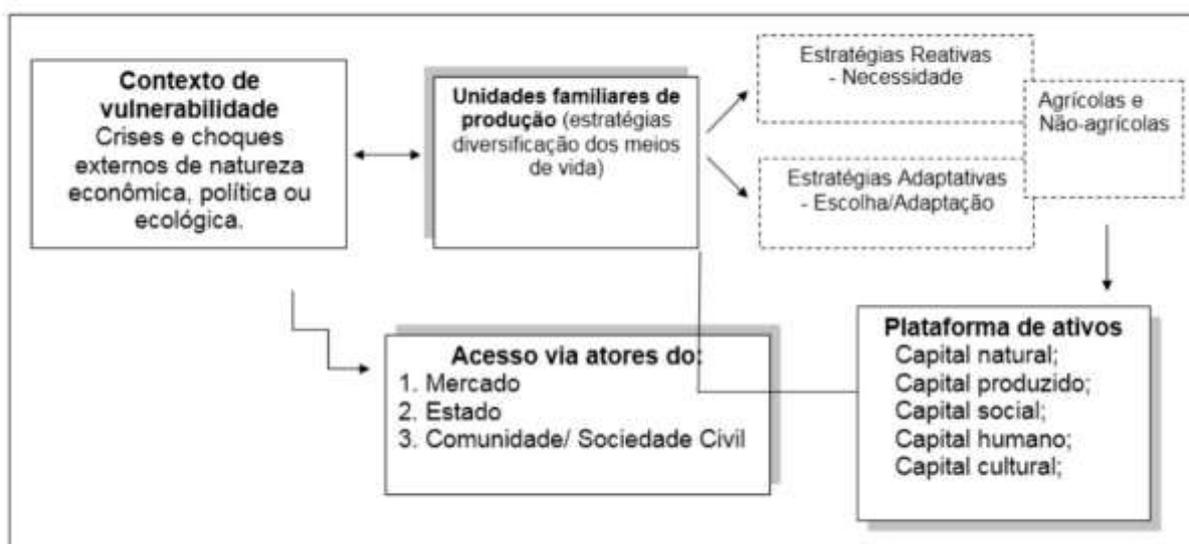 Contexto de
vulnerabilidade
Crises e choques
externos de natureza
econômica, política ou
ecológica.
Unidades familiares de
produção (estratégias
diversificação dos meios
de vida)
Estratégias Reativas
- Necessidade
Estratégias Adaptativas
- Escolha/Adaptação
Agrícolas e
Não-agrícolas
Acesso via atores do:
1. Mercado
2. Estado
3. Comunidade/ Sociedade Civil
Plataforma de ativos
Capital natural;
Capital produzido;
Capital social;
Capital humano;
Capital cultural;